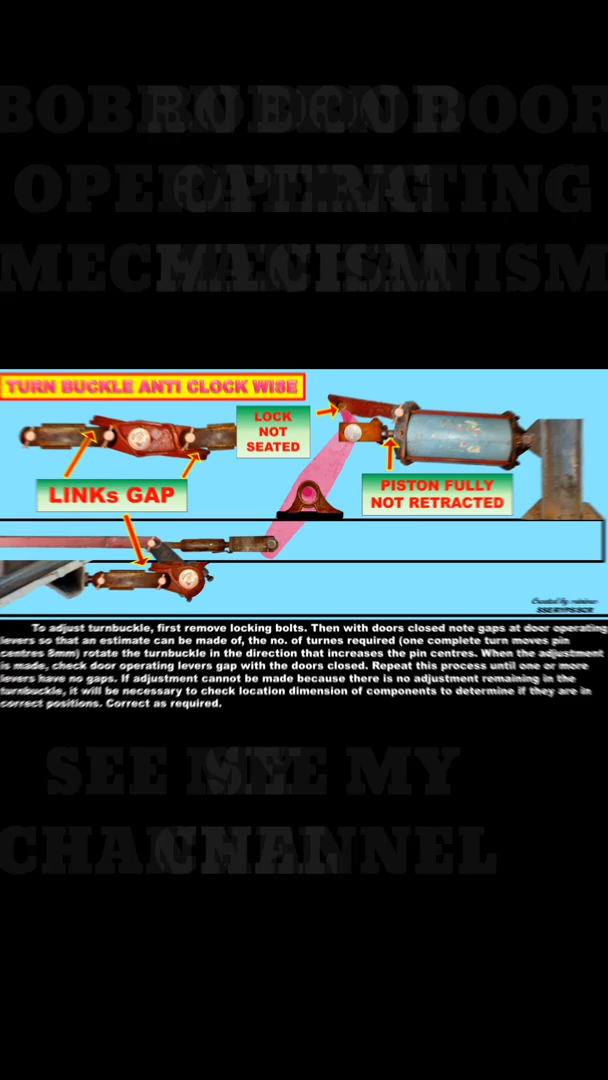 OPERATING
MECHANISM
TURN BUCKLE ANTI CLOCK WISE
LOCK
NOT
SEATED
LINKs GAP
PISTON FULLY
NOT RETRACTED
SSERYPSSCR
To adjust turnbuckle, first remove locking bolts. Then with doors closed note gaps at door operating
levers so that an estimate can be made of, the no. of turnes required (one complete turn moves pin
centres 8mm) rotate the turnbuckle in the direction that increases the pin centres. When the adjustment
is made, check door operating levers gap with the doors closed. Repeat this process until one or more
levers have no gaps. If adjustment cannot be made because there is no adjustment remaining in the
turnbuckle, it will be necessary to check location dimension of components to determine if they are in
correct positions. Correct as required.
SEE MY
CHANNEL